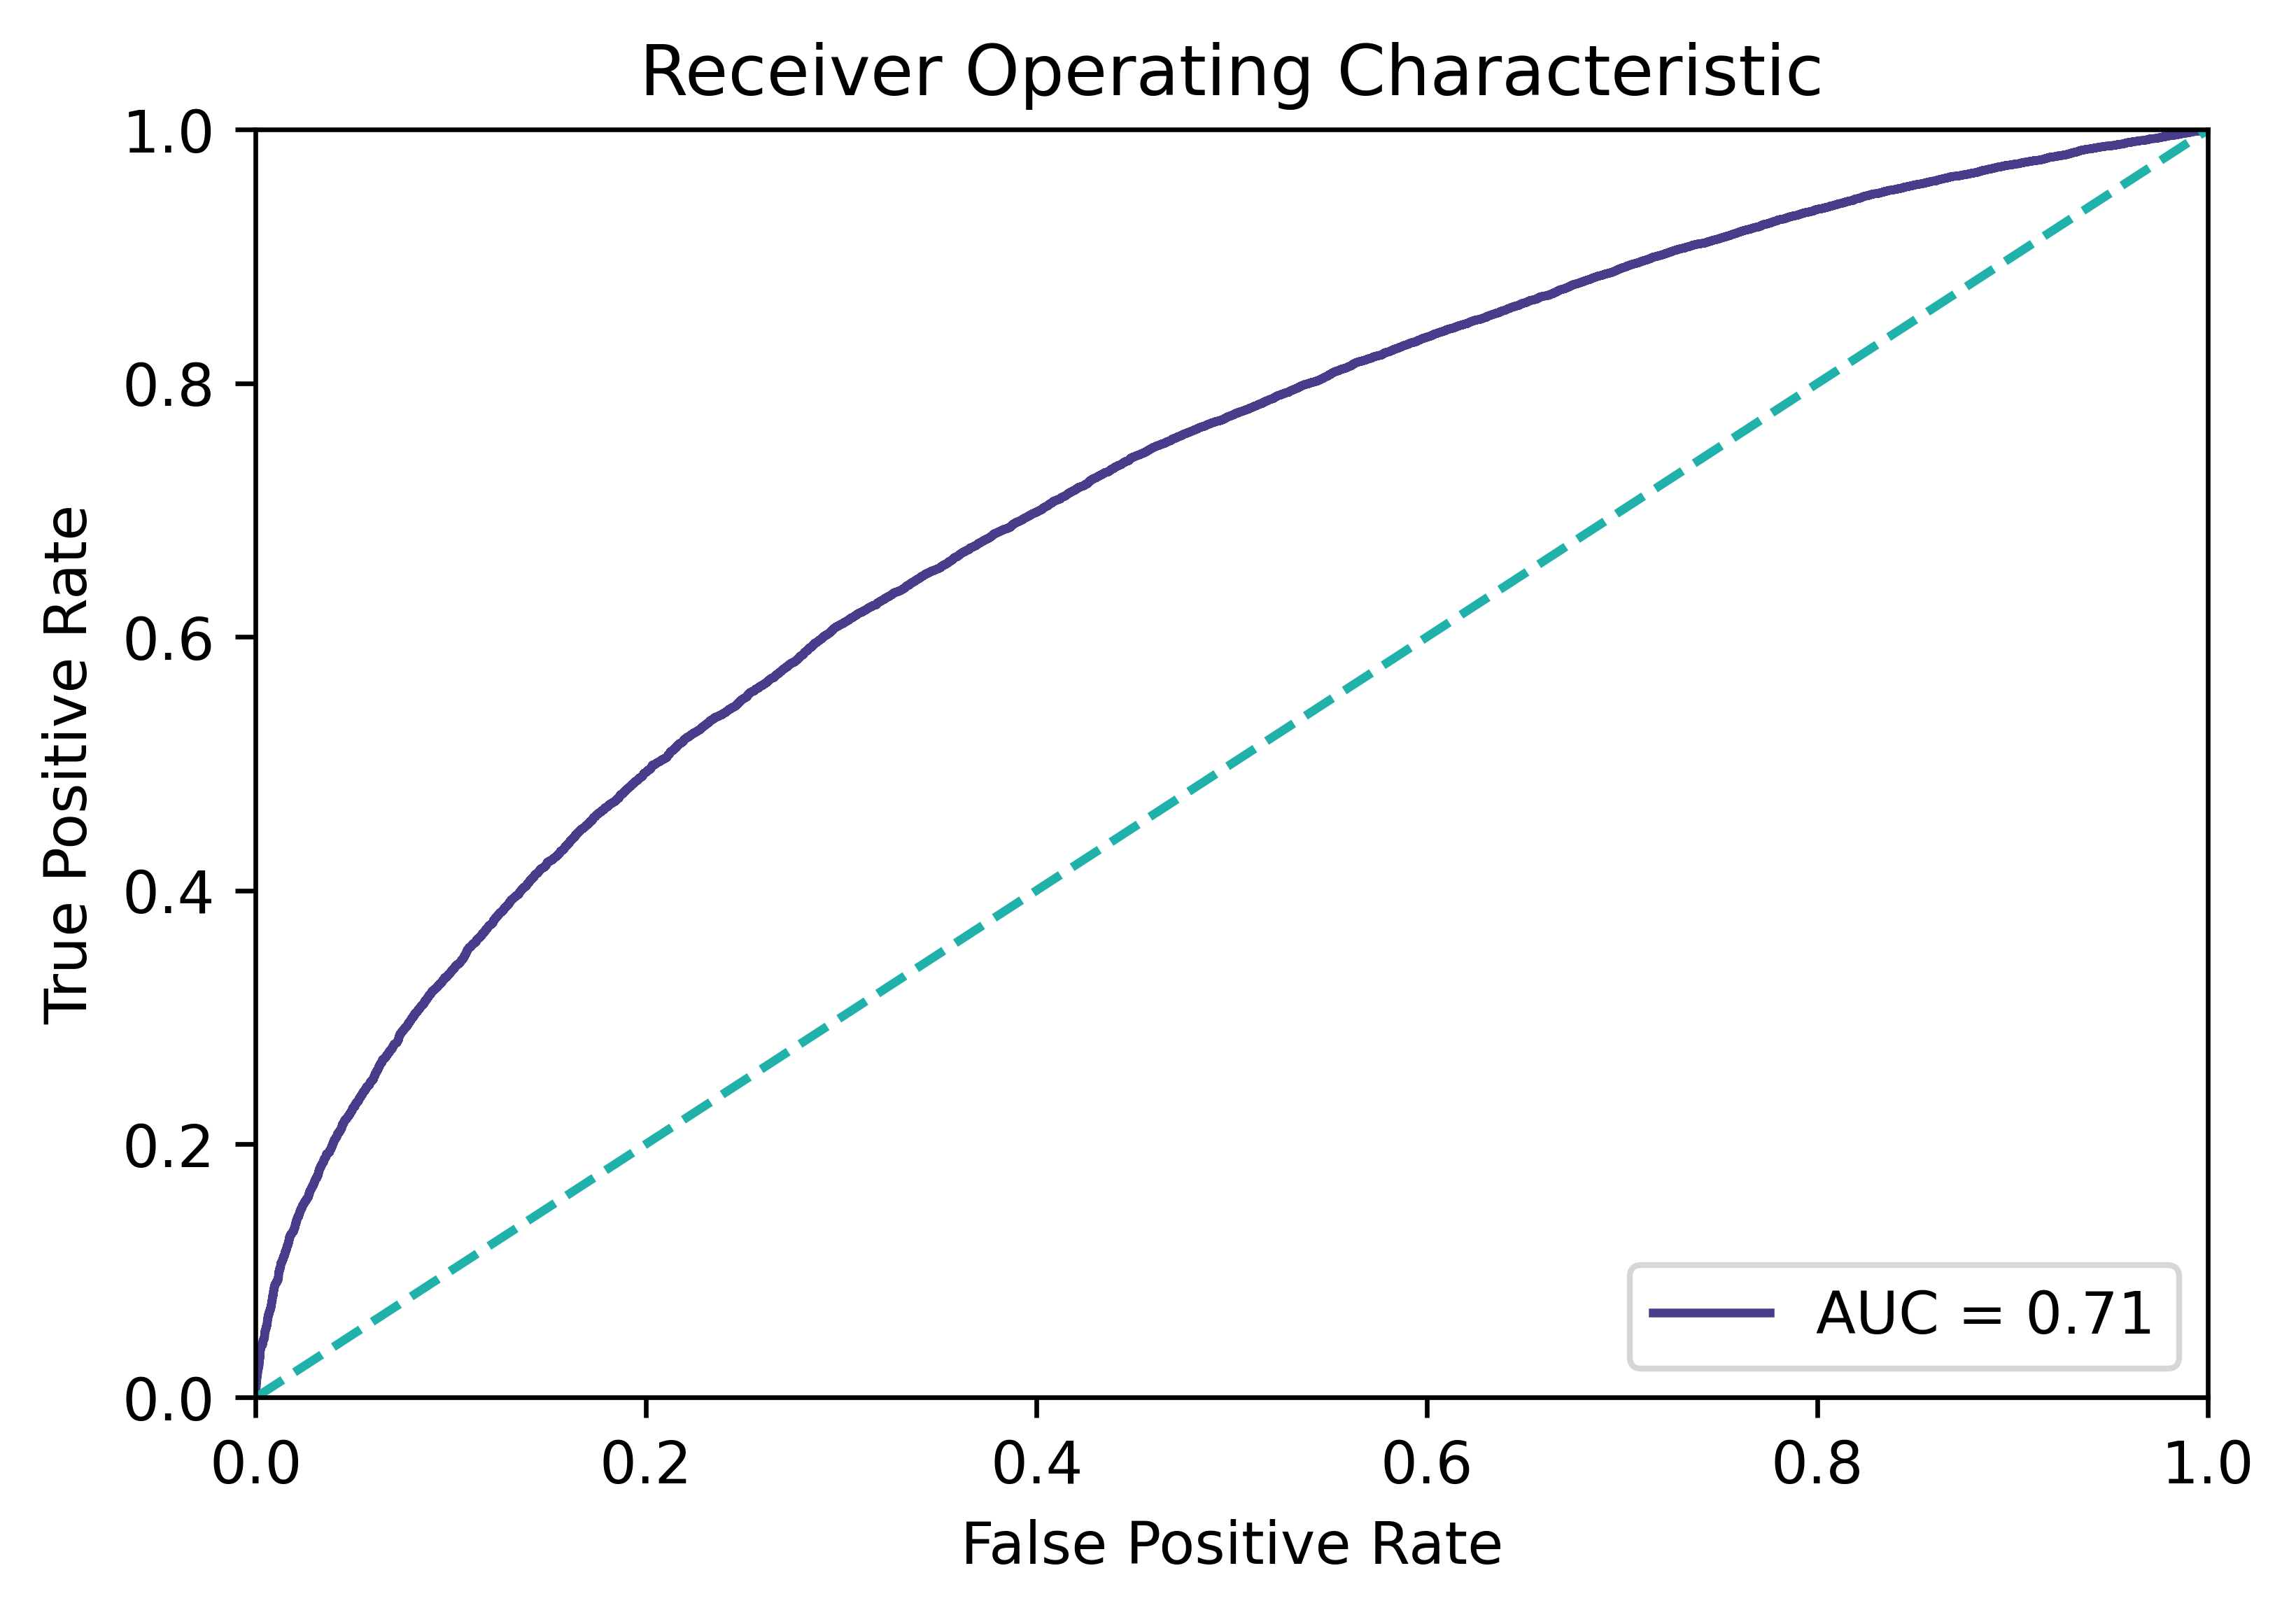 Receiver Operating Characteristic
1.0
0.8
0.6
0.4
0.2
0.0
True Positive Rate
AUC = 0.71
0.0 0.2 0.4 0.6 0.8 1.0
False Positive Rate